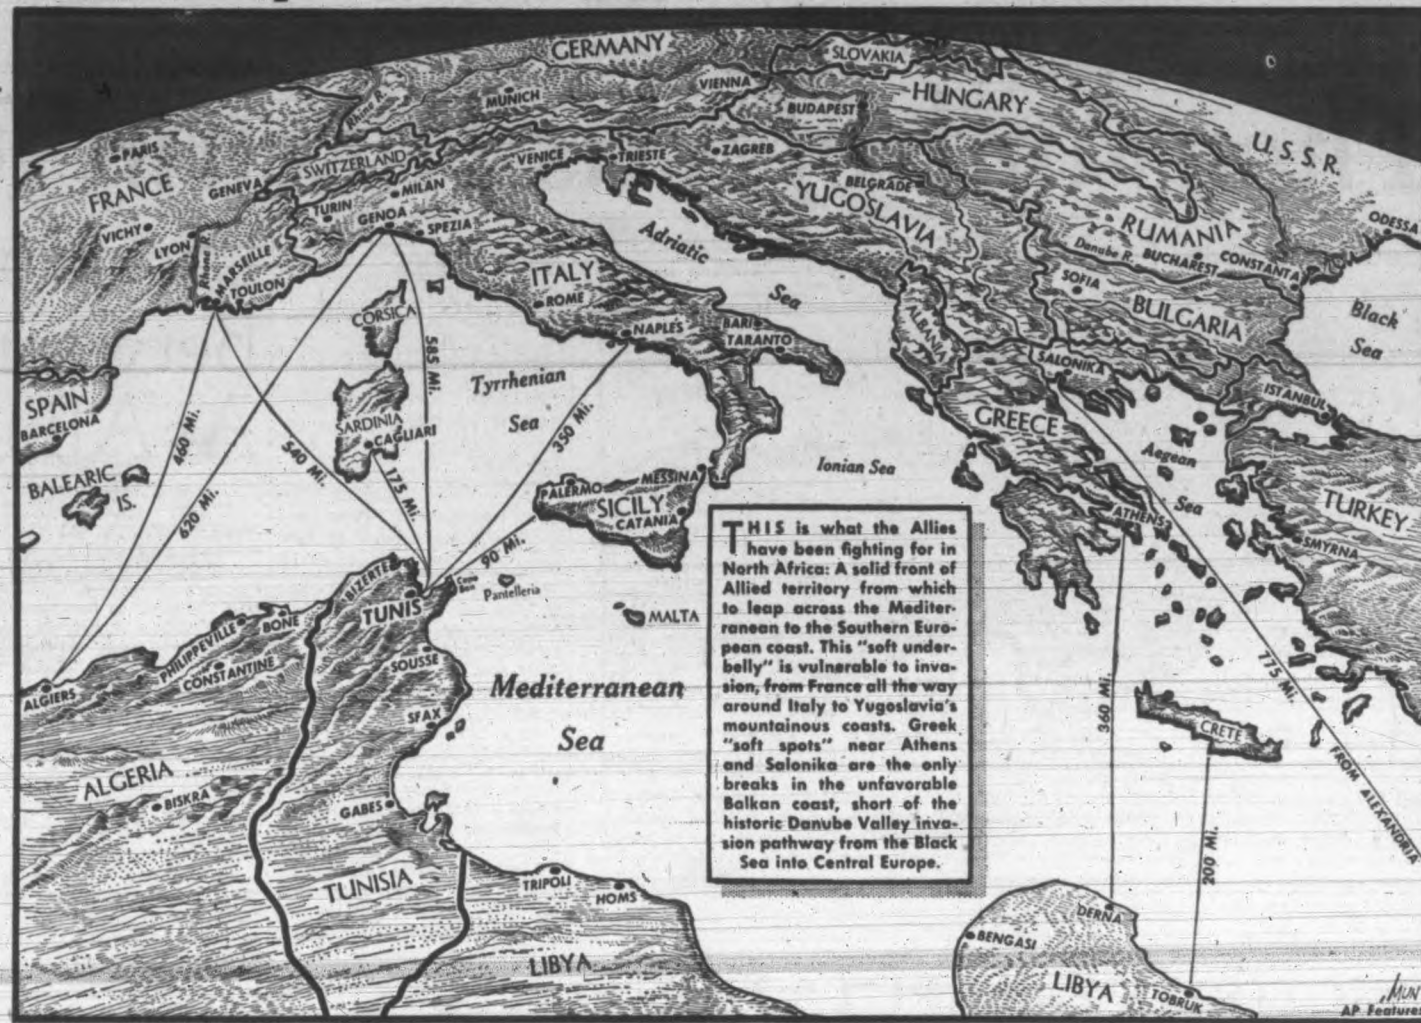 GERMANY
SLOVAKIA
MUNICH
VIENNA
BUDAPEST
HUNGARY
Rhine R.
U. S. S. R.
PARIS
SWITZERLAND
VENICE
TRIESTE
ZAGREB
FRANCE
GENEVA
MILAN
BELGRADE
YUGOSLAVIA
TURIN
GENOA
SPEZIA
RUMANIA
ODESSA
VICHY
LYON
Rhone R.
MARSEILLE
TOULON
Adriatic
Sea
Danube R.
BUCHAREST
CONSTANTA
ITALY
ROME
SOFIA
BULGARIA
Black
Sea
CORSICA
NAPLES
BARI
TARANTO
ALBANIA
SALONIKA
585 Mi.
Tyrrhenian
Sea
SPAIN
BARCELONA
ISTANBUL
SARDINIA
CAGLIARI
GREECE
460 Mi.
540 Mi.
350 Mi.
Aegean
Sea
BALEARIC
IS.
620 Mi.
175 Mi.
Ionian Sea
PALERMO
MESSINA
SICILY
CATANIA
ATHENS
TURKEY
SMYRNA
90 Mi.
BIZERTE
Cape
Bon
Pantelleria
TUNIS
MALTA
PHILIPPEVILLE
BONE
CONSTANTINE
SOUSSE
ALGIERS
Mediterranean
Sea
SFAX
THIS is what the Allies
have been fighting for in
North Africa: A solid front of
Allied territory from which
to leap across the Mediter-
ranean to the Southern Euro-
pean coast. This "soft under-
belly" is vulnerable to inva-
sion, from France all the way
around Italy to Yugoslavia's
mountainous coasts. Greek
"soft spots" near Athens
and Salonika are the only
breaks in the unfavorable
Balkan coast, short of the
historic Danube Valley inva-
sion pathway from the Black
Sea into Central Europe.
360 Mi.
775 Mi.
FROM ALEXANDRIA
CRETE
200 Mi.
ALGERIA
BISKRA
GABES
TUNISIA
TRIPOLI
HOMS
LIBYA
DERNA
BENGASI
LIBYA
TOBRUK
AP